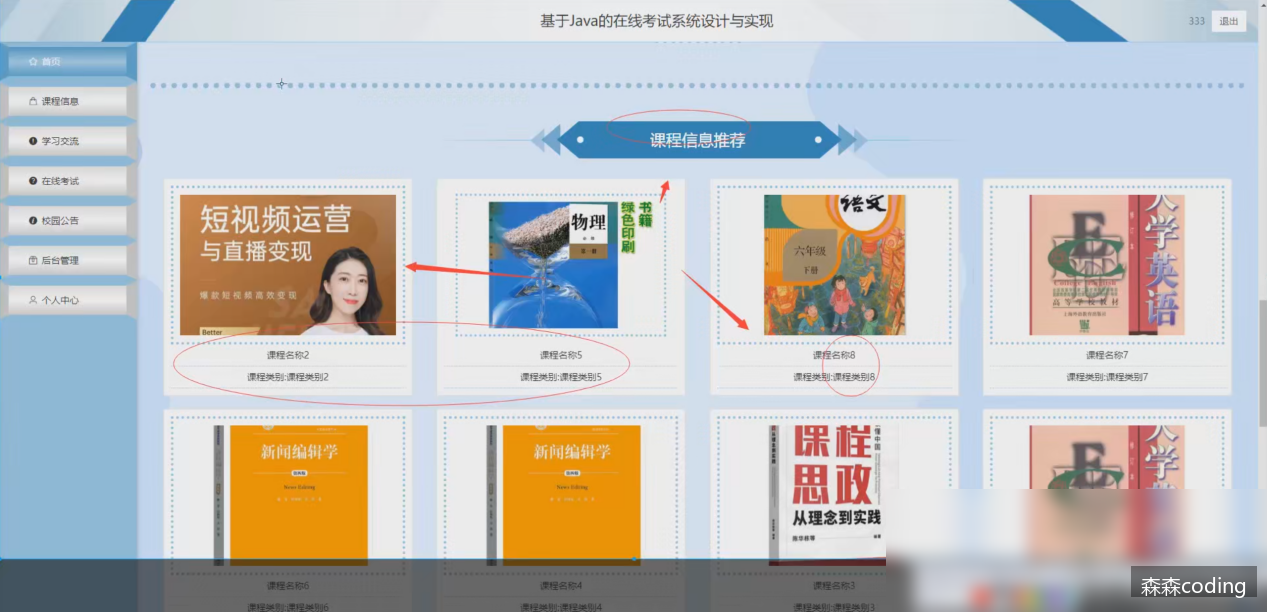 基于Java的在线考试系统设计与实现
333
退出
首页
课程信息
学习交流
在线考试
校园公告
后台管理
个人中心
课程信息推荐
短视频运营
与直播变现
爆款短视频高效变现
Better
课程名称2
课程类别:课程类别2
物理
书籍
绿色印刷
课程名称5
课程类别:课程类别5
语文
六年级
下册
课程名称8
课程类别:课程类别8
大学英语
高等学校教材
课程名称7
课程类别:课程类别7
新闻编辑学
News Editing
课程名称6
课程类别:课程类别6
新闻编辑学
News Editing
课程名称4
课程类别:课程类别4
课程
思政
从理念到实践
懂中国
课程名称3
课程类别:课程类别3
大学
森森coding